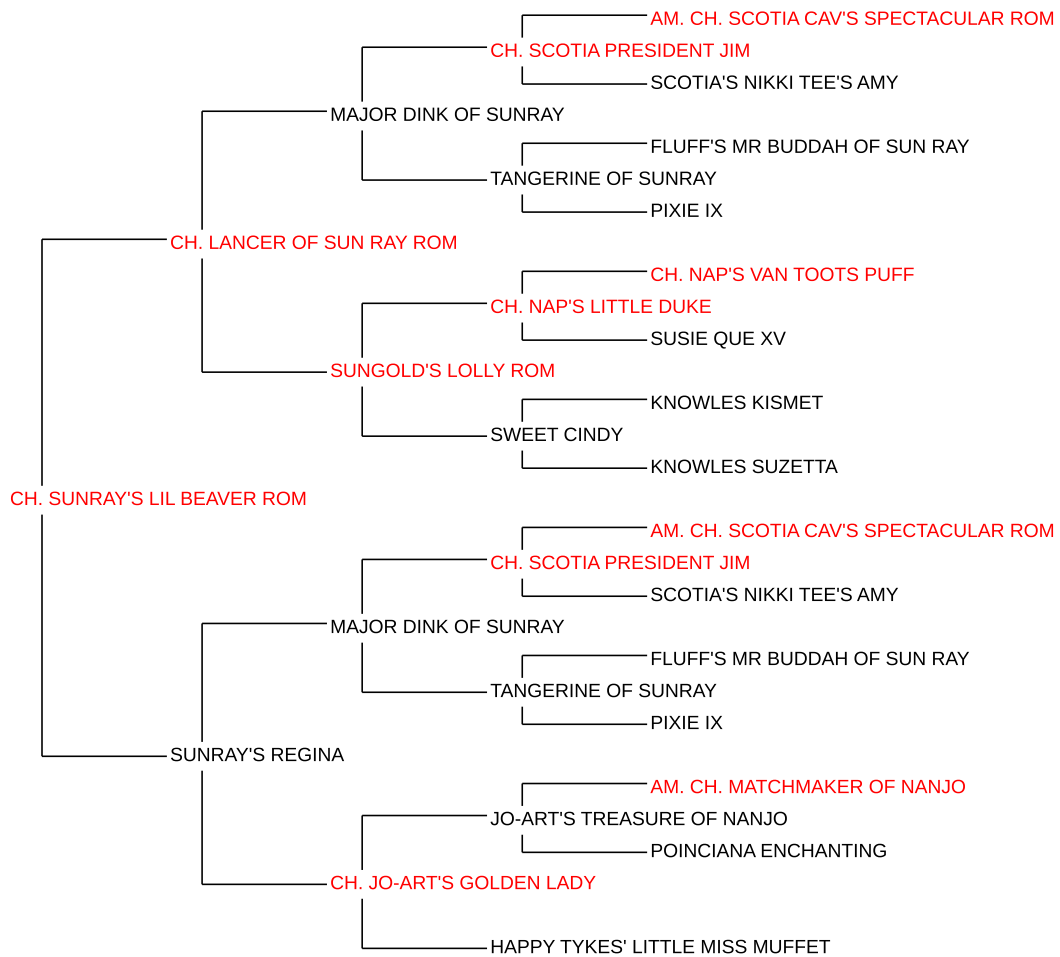 AM. CH. SCOTIA CAV'S SPECTACULAR ROM
CH. SCOTIA PRESIDENT JIM
SCOTIA'S NIKKI TEE'S AMY
MAJOR DINK OF SUNRAY
FLUFF'S MR BUDDAH OF SUN RAY
TANGERINE OF SUNRAY
PIXIE IX
CH. LANCER OF SUN RAY ROM
CH. NAP'S VAN TOOTS PUFF
CH. NAP'S LITTLE DUKE
SUSIE QUE XV
SUNGOLD'S LOLLY ROM
KNOWLES KISMET
SWEET CINDY
KNOWLES SUZETTA
CH. SUNRAY'S LIL BEAVER ROM
AM. CH. SCOTIA CAV'S SPECTACULAR ROM
CH. SCOTIA PRESIDENT JIM
SCOTIA'S NIKKI TEE'S AMY
MAJOR DINK OF SUNRAY
FLUFF'S MR BUDDAH OF SUN RAY
TANGERINE OF SUNRAY
PIXIE IX
SUNRAY'S REGINA
AM. CH. MATCHMAKER OF NANJO
JO-ART'S TREASURE OF NANJO
POINCIANA ENCHANTING
CH. JO-ART'S GOLDEN LADY
HAPPY TYKES' LITTLE MISS MUFFET